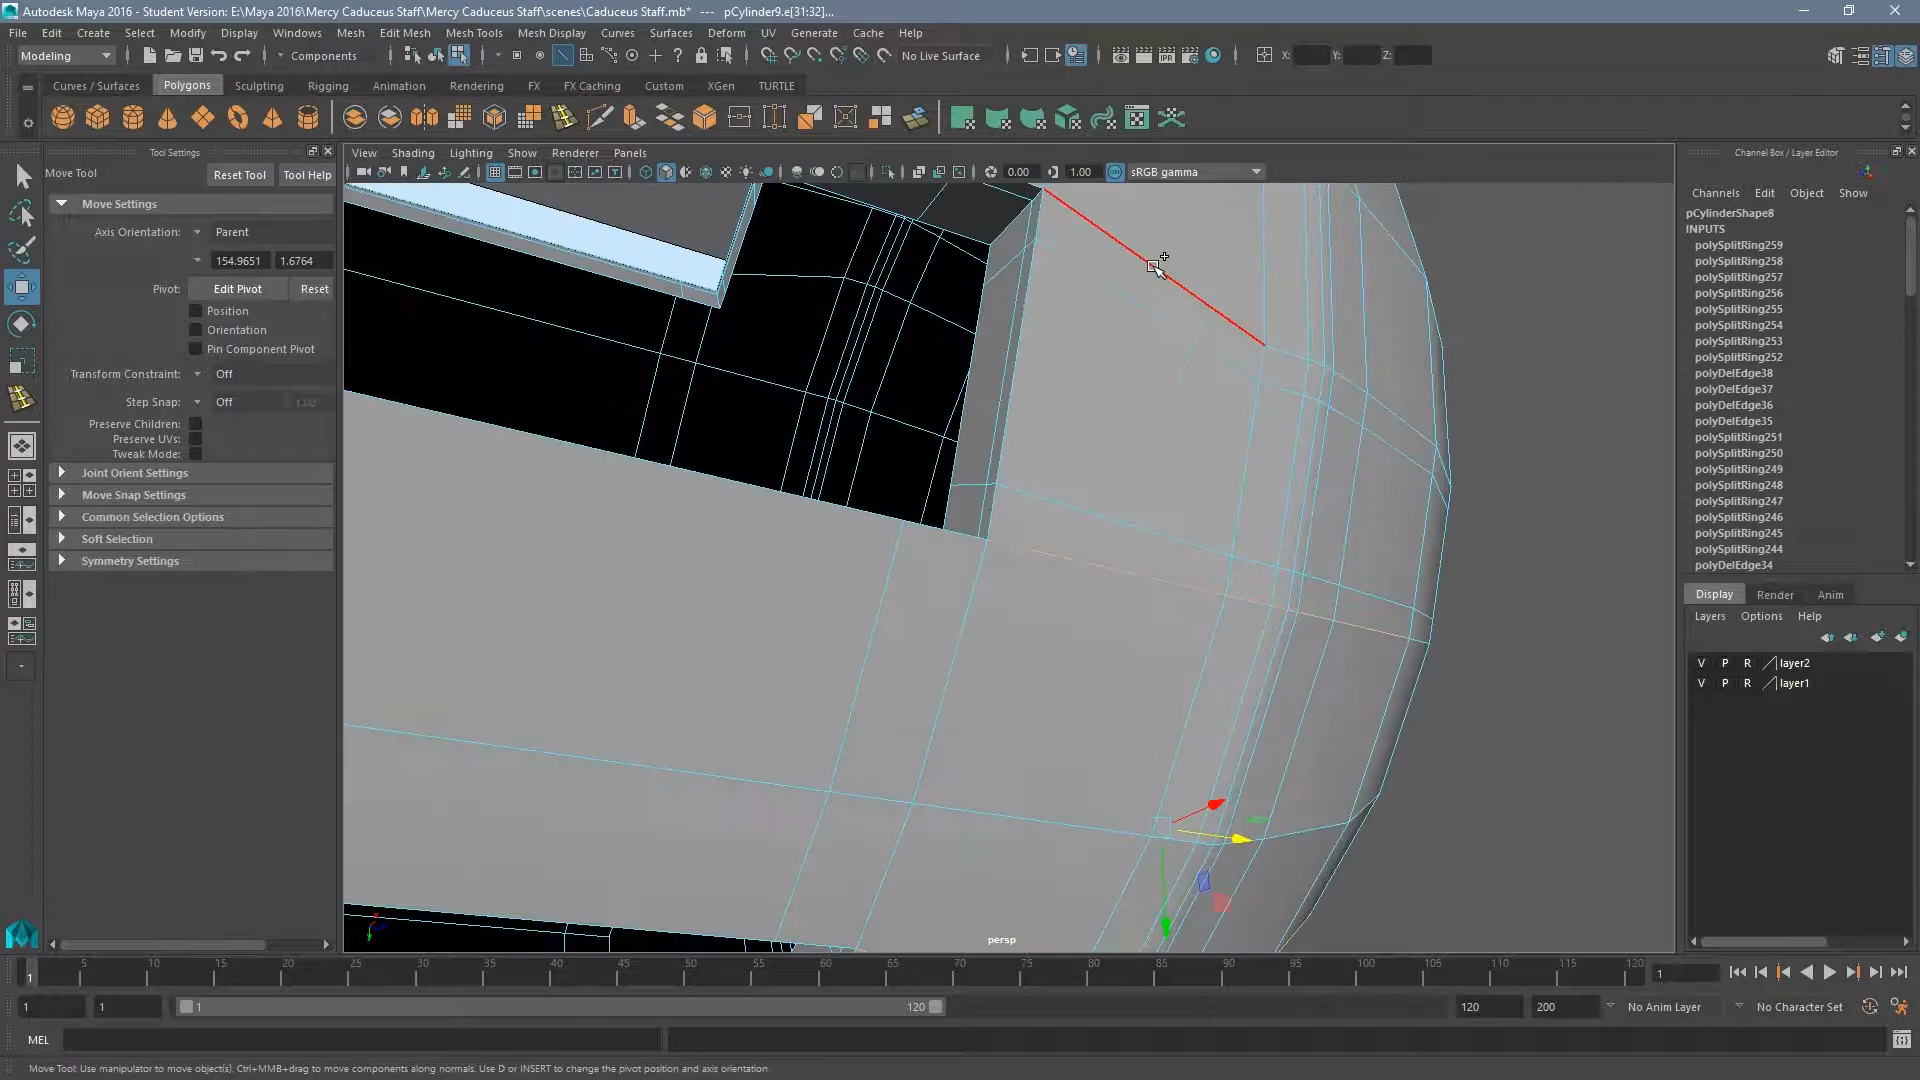 Autodesk Maya 2016 - Student Version: E:\Maya 2016\Mercy Caduceus Staff\Mercy Caduceus Staff\scenes\Caduceus Staff.mb* --- pCylinder9.e[31:32]...
File Edit Create Select Modify Display Windows Mesh Edit Mesh Mesh Tools Mesh Display Curves Surfaces Deform UV Generate Cache Help
Modeling Components No Live Surface X: Y: Z:
Curves / Surfaces Polygons Sculpting Rigging Animation Rendering FX FX Caching Custom XGen TURTLE
Tool Settings
Move Tool Reset Tool Tool Help
Move Settings
Axis Orientation: Parent
154.9651 1.6764
Pivot: Edit Pivot Reset
Position
Orientation
Pin Component Pivot
Transform Constraint: Off
Step Snap: Off 1.00
Preserve Children:
Preserve UVs:
Tweak Mode:
Joint Orient Settings
Move Snap Settings
Common Selection Options
Soft Selection
Symmetry Settings
View Shading Lighting Show Renderer Panels
0.00 1.00 sRGB gamma
persp
Channel Box / Layer Editor
Channels Edit Object Show
pCylinderShape8
INPUTS
polySplitRing259
polySplitRing258
polySplitRing257
polySplitRing256
polySplitRing255
polySplitRing254
polySplitRing253
polySplitRing252
polyDelEdge38
polyDelEdge37
polyDelEdge36
polyDelEdge35
polySplitRing251
polySplitRing250
polySplitRing249
polySplitRing248
polySplitRing247
polySplitRing246
polySplitRing245
polySplitRing244
polyDelEdge34
Display Render Anim
Layers Options Help
V P R layer2
V P R layer1
1 5 10 15 20 25 30 35 40 45 50 55 60 65 70 75 80 85 90 95 100 105 110 115 120 1
1 1 1 120 120 200 No Anim Layer No Character Set
MEL
Move Tool: Use manipulator to move object(s). Ctrl+MMB+drag to move components along normals. Use D or INSERT to change the pivot position and axis orientation.